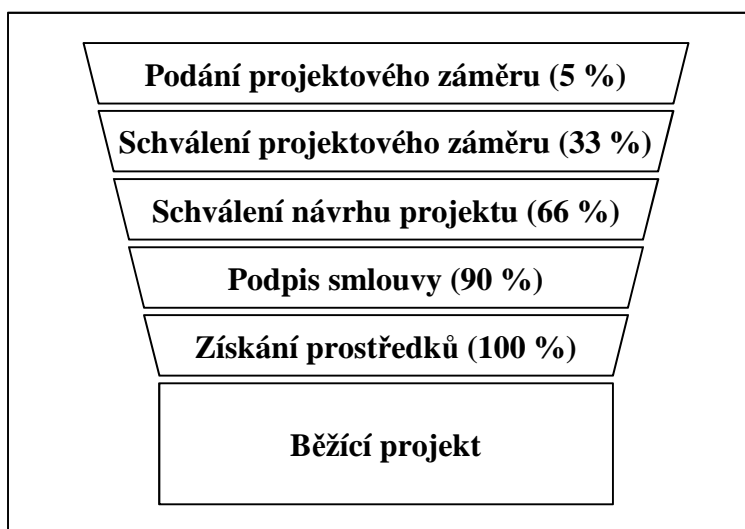 Podání projektového záměru (5 %)
Schválení projektového záměru (33 %)
Schválení návrhu projektu (66 %)
Podpis smlouvy (90 %)
Získání prostředků (100 %)
Běžící projekt